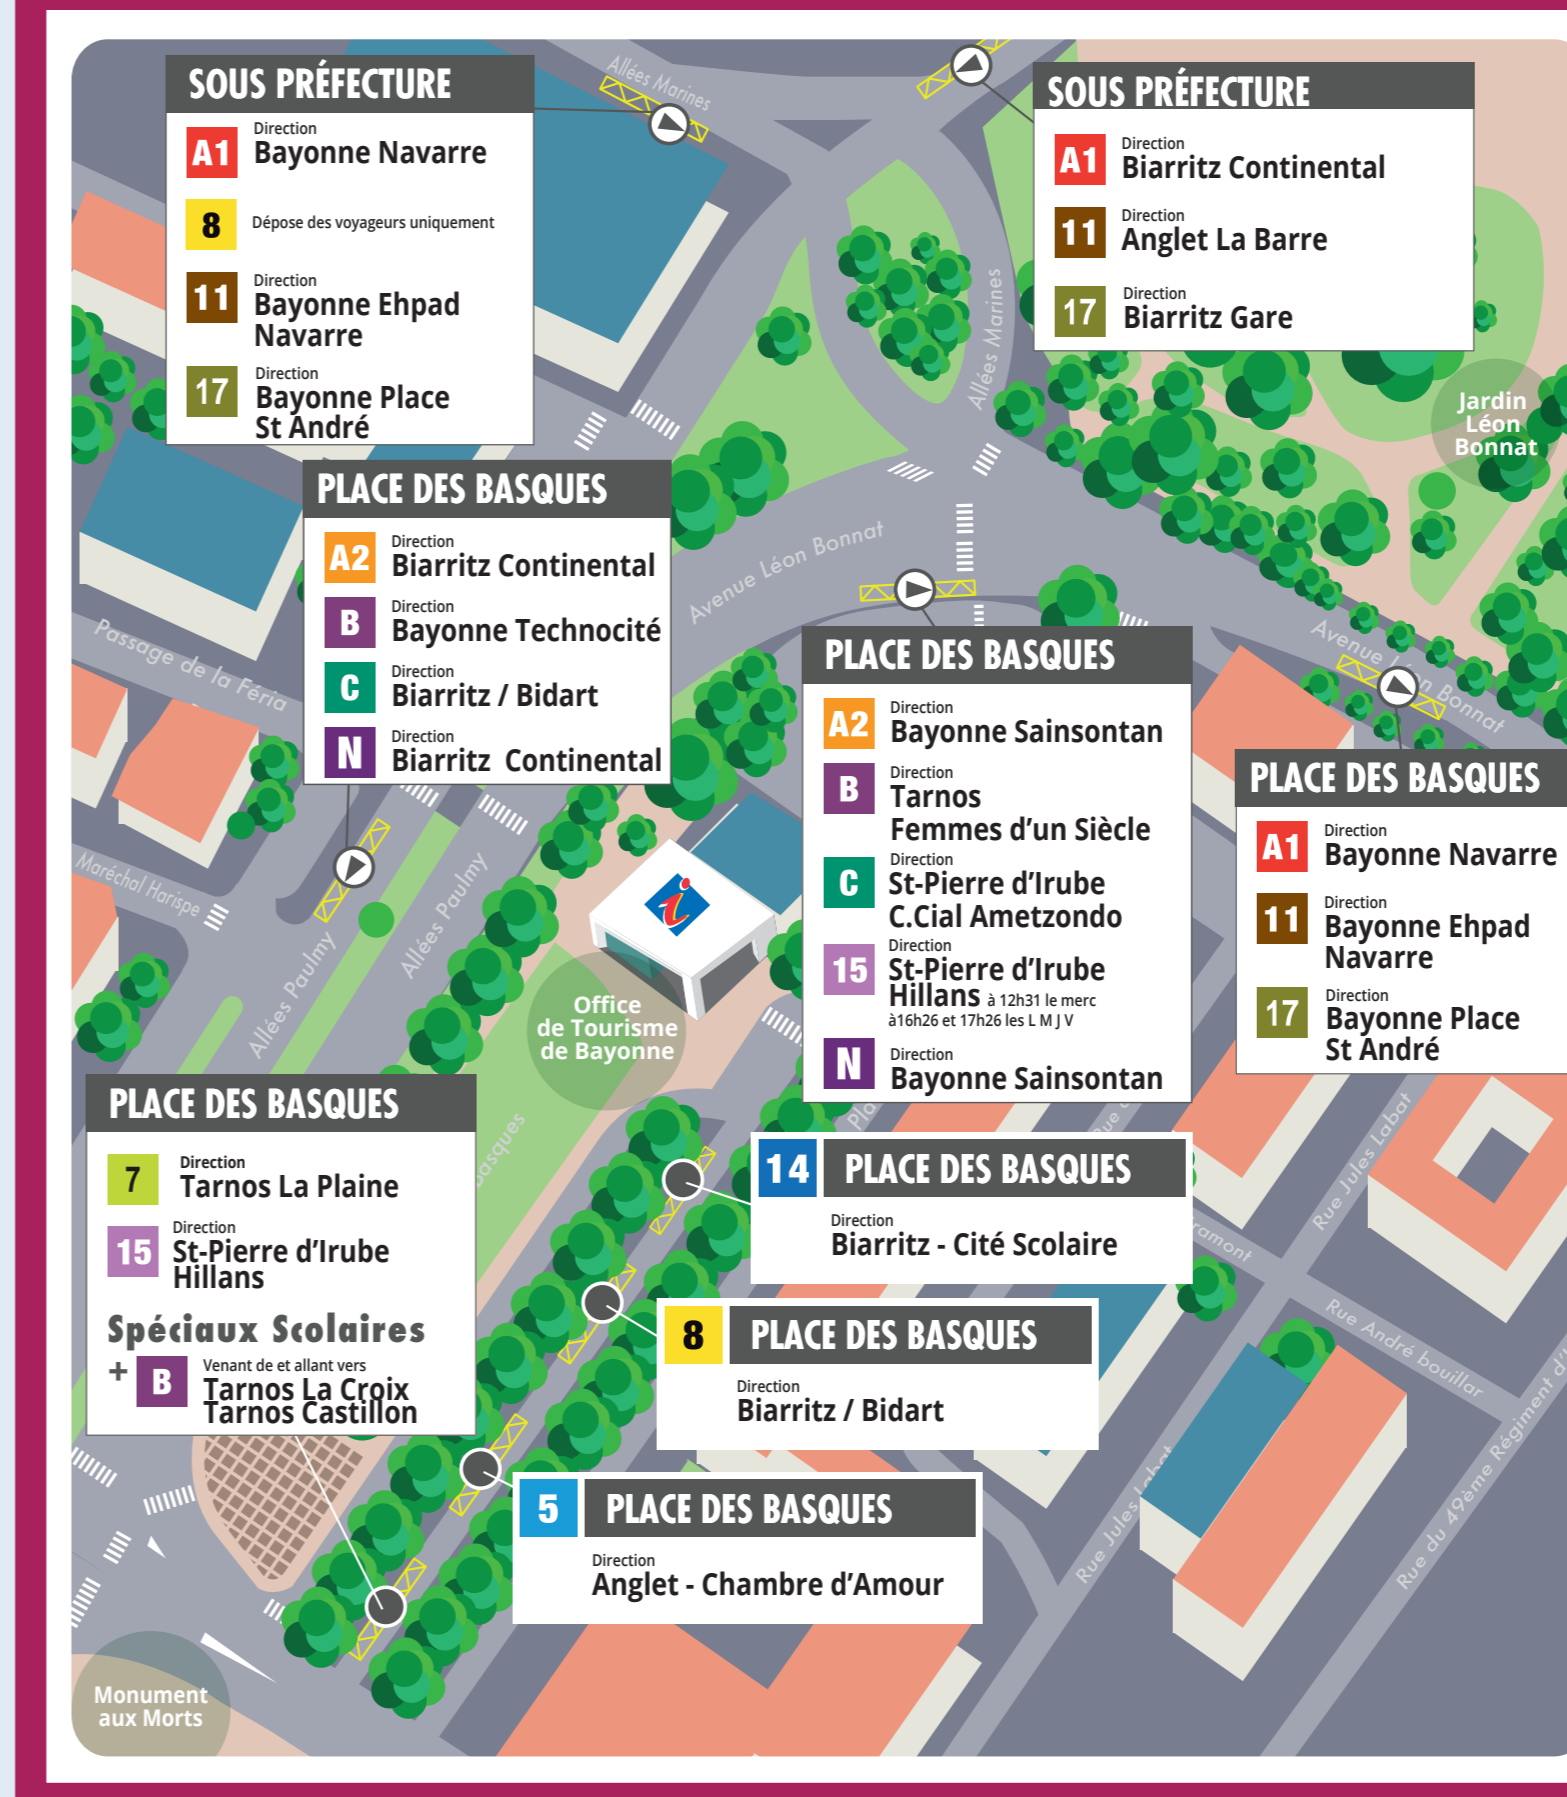 Allées Marines
SOUS PRÉFECTURE
A1
Direction
Bayonne Navarre
8
Dépose des voyageurs uniquement
11
Direction
Bayonne Ehpad
Navarre
17
Direction
Bayonne Place
St André
SOUS PRÉFECTURE
A1
Direction
Biarritz Continental
11
Direction
Anglet La Barre
17
Direction
Biarritz Gare
Allées Marines
Jardin
Léon
Bonnat
PLACE DES BASQUES
A2
Direction
Biarritz Continental
B
Direction
Bayonne Technocité
C
Direction
Biarritz / Bidart
N
Direction
Biarritz Continental
Avenue Léon Bonnat
Passage de la Féria
Avenue Léon Bonnat
PLACE DES BASQUES
A2
Direction
Bayonne Sainsontan
B
Direction
Tarnos
Femmes d'un Siècle
C
Direction
St-Pierre d'Irube
C.Cial Ametzondo
15
Direction
St-Pierre d'Irube
Hillans à 12h31 le merc
à16h26 et 17h26 les L M J V
N
Direction
Bayonne Sainsontan
PLACE DES BASQUES
A1
Direction
Bayonne Navarre
11
Direction
Bayonne Ehpad
Navarre
17
Direction
Bayonne Place
St André
Maréchal Harispe
Allées Paulmy
Allées Paulmy
i
Office
de Tourisme
de Bayonne
PLACE DES BASQUES
7
Direction
Tarnos La Plaine
15
Direction
St-Pierre d'Irube
Hillans
Spéciaux Scolaires
+
B
Venant de et allant vers
Tarnos La Croix
Tarnos Castillon
basques
Pla
Rue
Rue Jules Labat
14 PLACE DES BASQUES
Direction
Biarritz - Cité Scolaire
ramont
8 PLACE DES BASQUES
Direction
Biarritz / Bidart
Rue André bouillar
5 PLACE DES BASQUES
Direction
Anglet - Chambre d'Amour
Rue Jules Labat
Rue du 49ème Régiment d'I
Monument
aux Morts